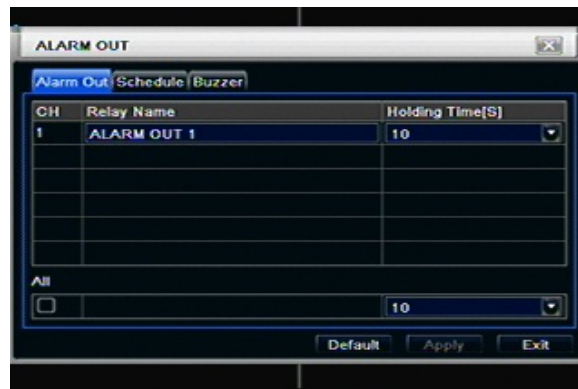 ALARM OUT
Alarm Out Schedule Buzzer
CH Relay Name Holding Time[S]
1 ALARM OUT 1 10
All
10
Default Apply Exit